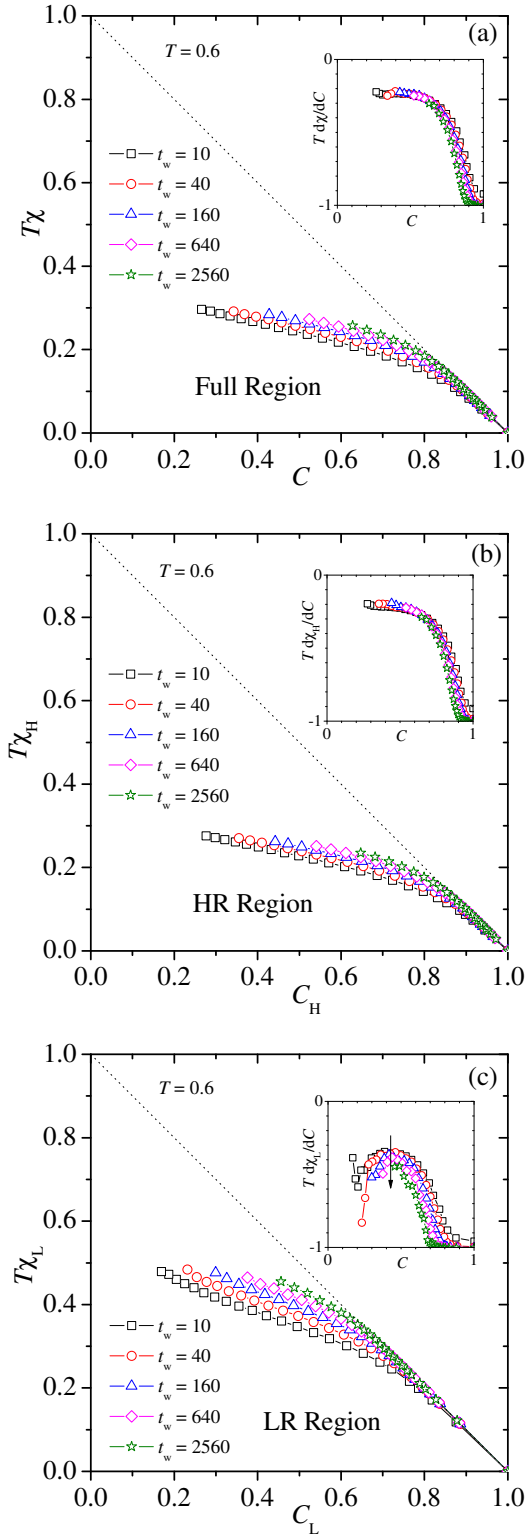 1.0
(a)
T = 0.6
0
T dχ/dC
-1
0
C
1
0.8
t_w = 10
t_w = 40
t_w = 160
t_w = 640
t_w = 2560
Tχ
0.6
0.4
0.2
Full Region
0.0
0.0 0.2 0.4 0.6 0.8 1.0
C
1.0
(b)
T = 0.6
0
T dχ_H/dC
-1
0
C
1
0.8
t_w = 10
t_w = 40
t_w = 160
t_w = 640
t_w = 2560
Tχ_H
0.6
0.4
0.2
HR Region
0.0
0.0 0.2 0.4 0.6 0.8 1.0
C_H
1.0
(c)
T = 0.6
0
T dχ_L/dC
-1
0
C
1
0.8
Tχ_L
0.6
0.4
t_w = 10
t_w = 40
t_w = 160
t_w = 640
t_w = 2560
0.2
LR Region
0.0
0.0 0.2 0.4 0.6 0.8 1.0
C_L